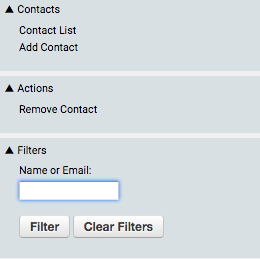 ▲ Contacts
Contact List
Add Contact
▲ Actions
Remove Contact
▲ Filters
Name or Email:
Filter Clear Filters